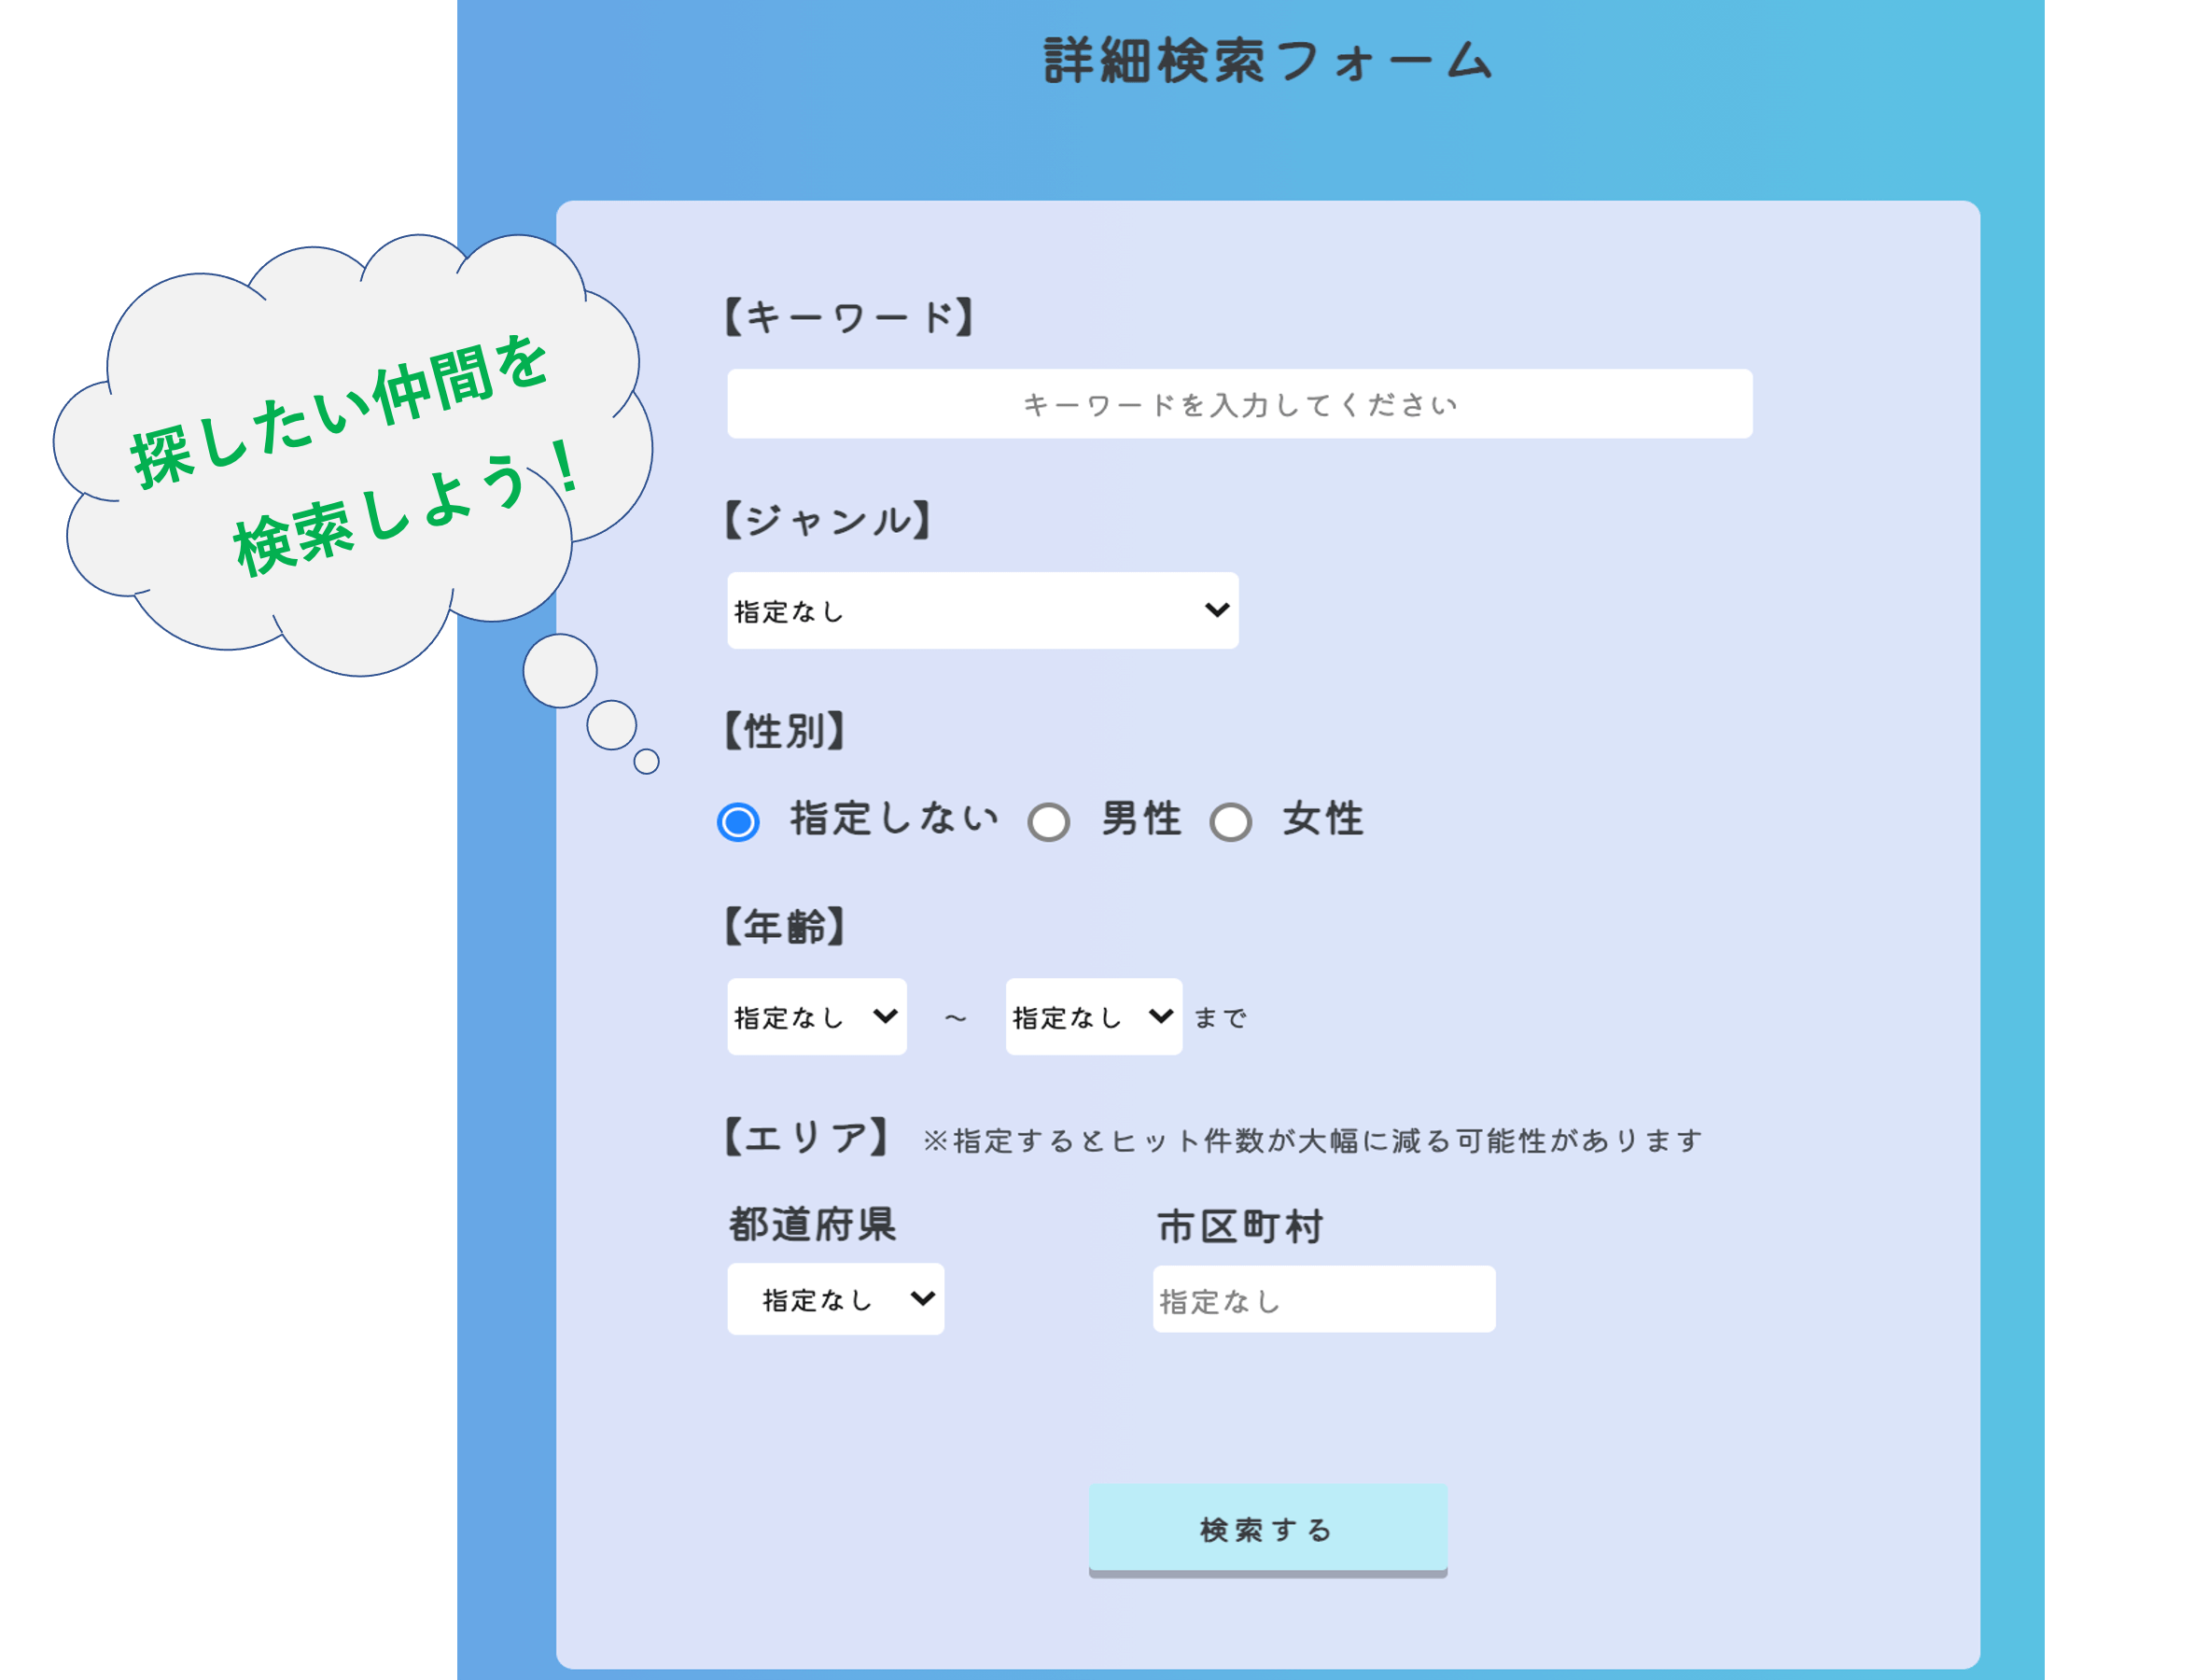 詳細検索フォーム
探したい仲間を
検索しよう！
【キーワード】
キーワードを入力してください
【ジャンル】
指定なし
【性別】
指定しない 男性 女性
【年齢】
指定なし ～ 指定なし まで
【エリア】 ※指定するとヒット件数が大幅に減る可能性があります
都道府県 市区町村
指定なし 指定なし
検索する